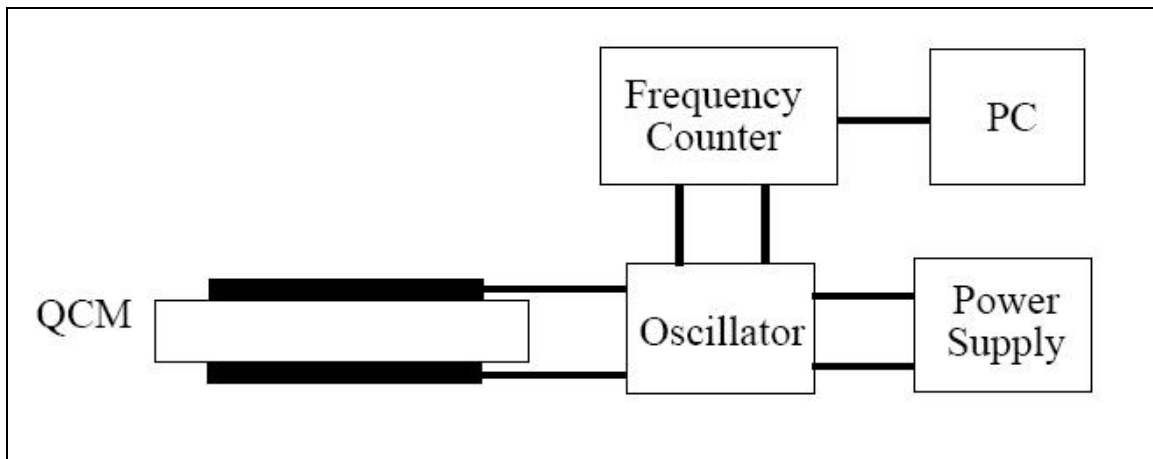 Frequency
Counter
PC
QCM
Oscillator
Power
Supply